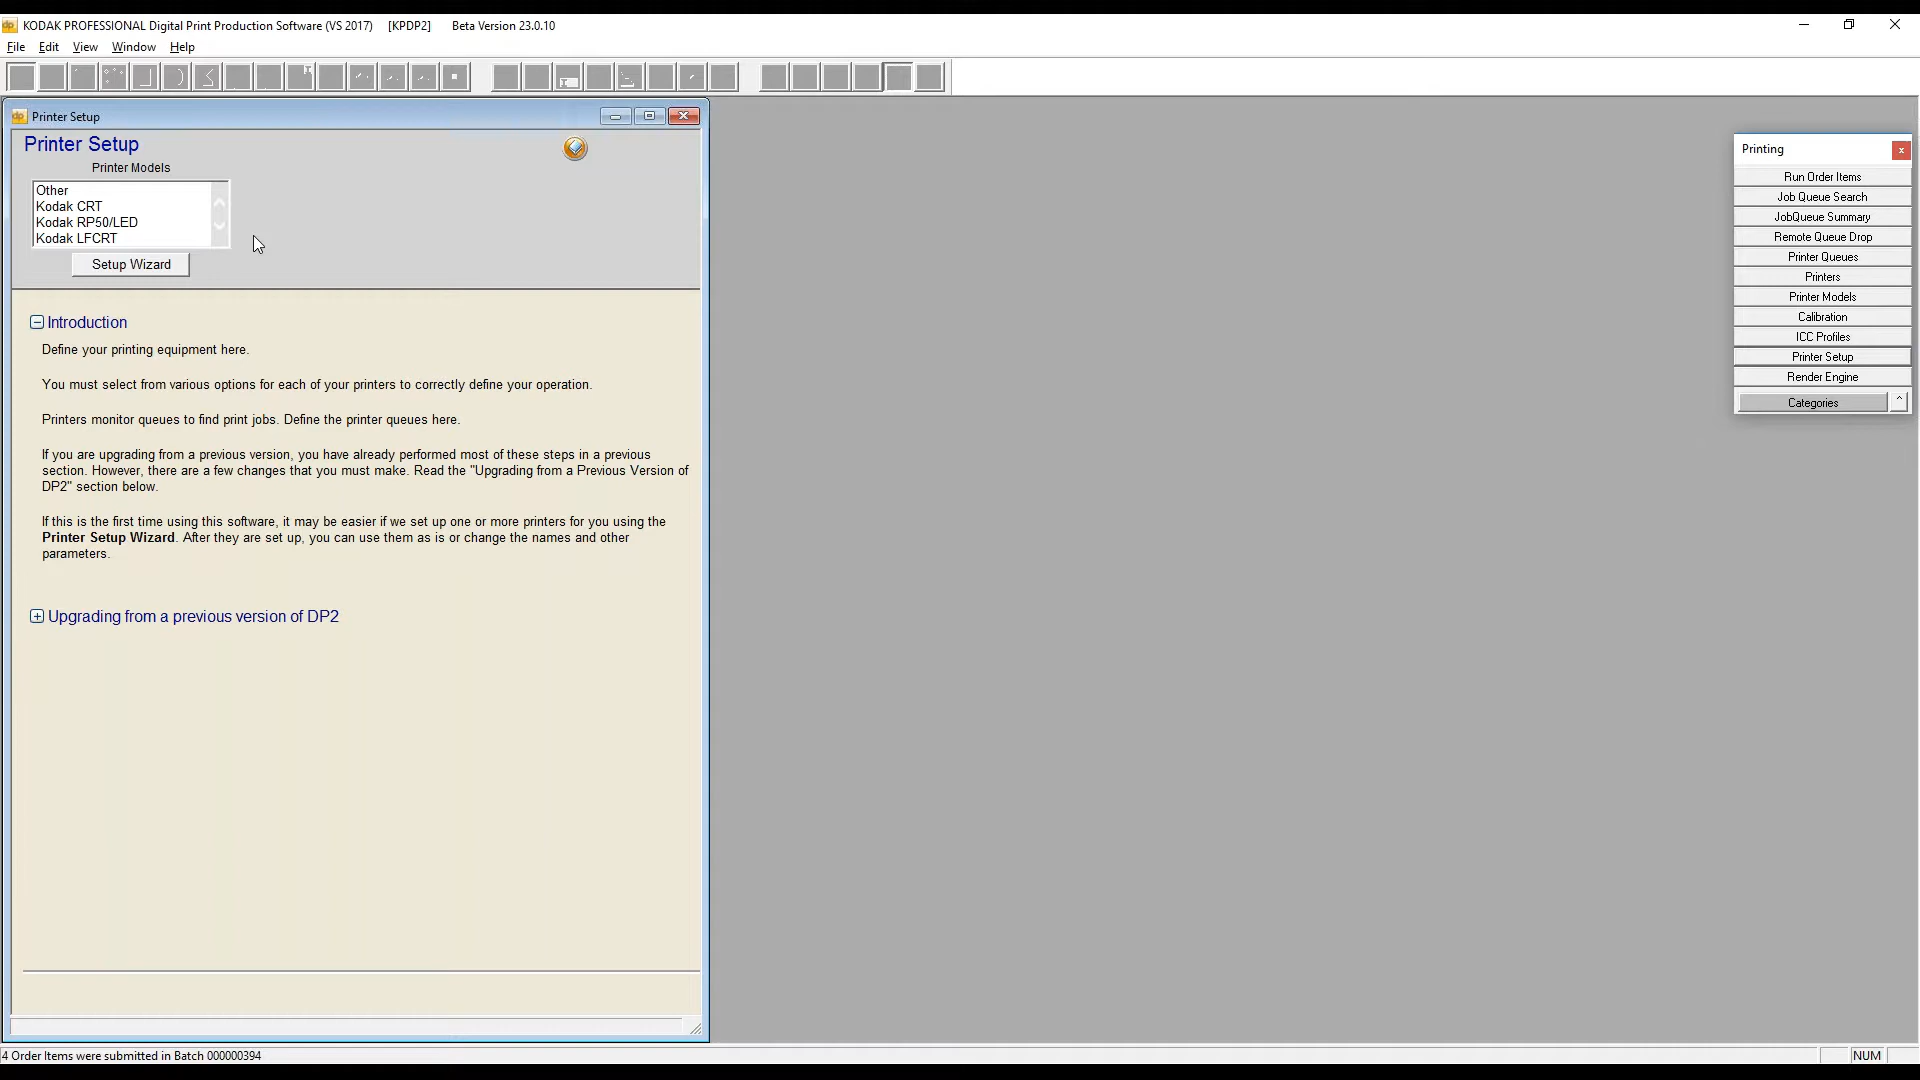 KODAK PROFESSIONAL Digital Print Production Software (VS 2017) [KPDP2] Beta Version 23.0.10
File Edit View Window Help
Printer Setup
Printer Setup
Printer Models
Other
Kodak CRT
Kodak RP50/LED
Kodak LFCRT
Setup Wizard
Introduction
Define your printing equipment here.
You must select from various options for each of your printers to correctly define your operation.
Printers monitor queues to find print jobs. Define the printer queues here.
If you are upgrading from a previous version, you have already performed most of these steps in a previous
section. However, there are a few changes that you must make. Read the "Upgrading from a Previous Version of
DP2" section below.
If this is the first time using this software, it may be easier if we set up one or more printers for you using the
Printer Setup Wizard. After they are set up, you can use them as is or change the names and other
parameters.
Upgrading from a previous version of DP2
Printing
Run Order Items
Job Queue Search
JobQueue Summary
Remote Queue Drop
Printer Queues
Printers
Printer Models
Calibration
ICC Profiles
Printer Setup
Render Engine
Categories
4 Order Items were submitted in Batch 000000394
NUM